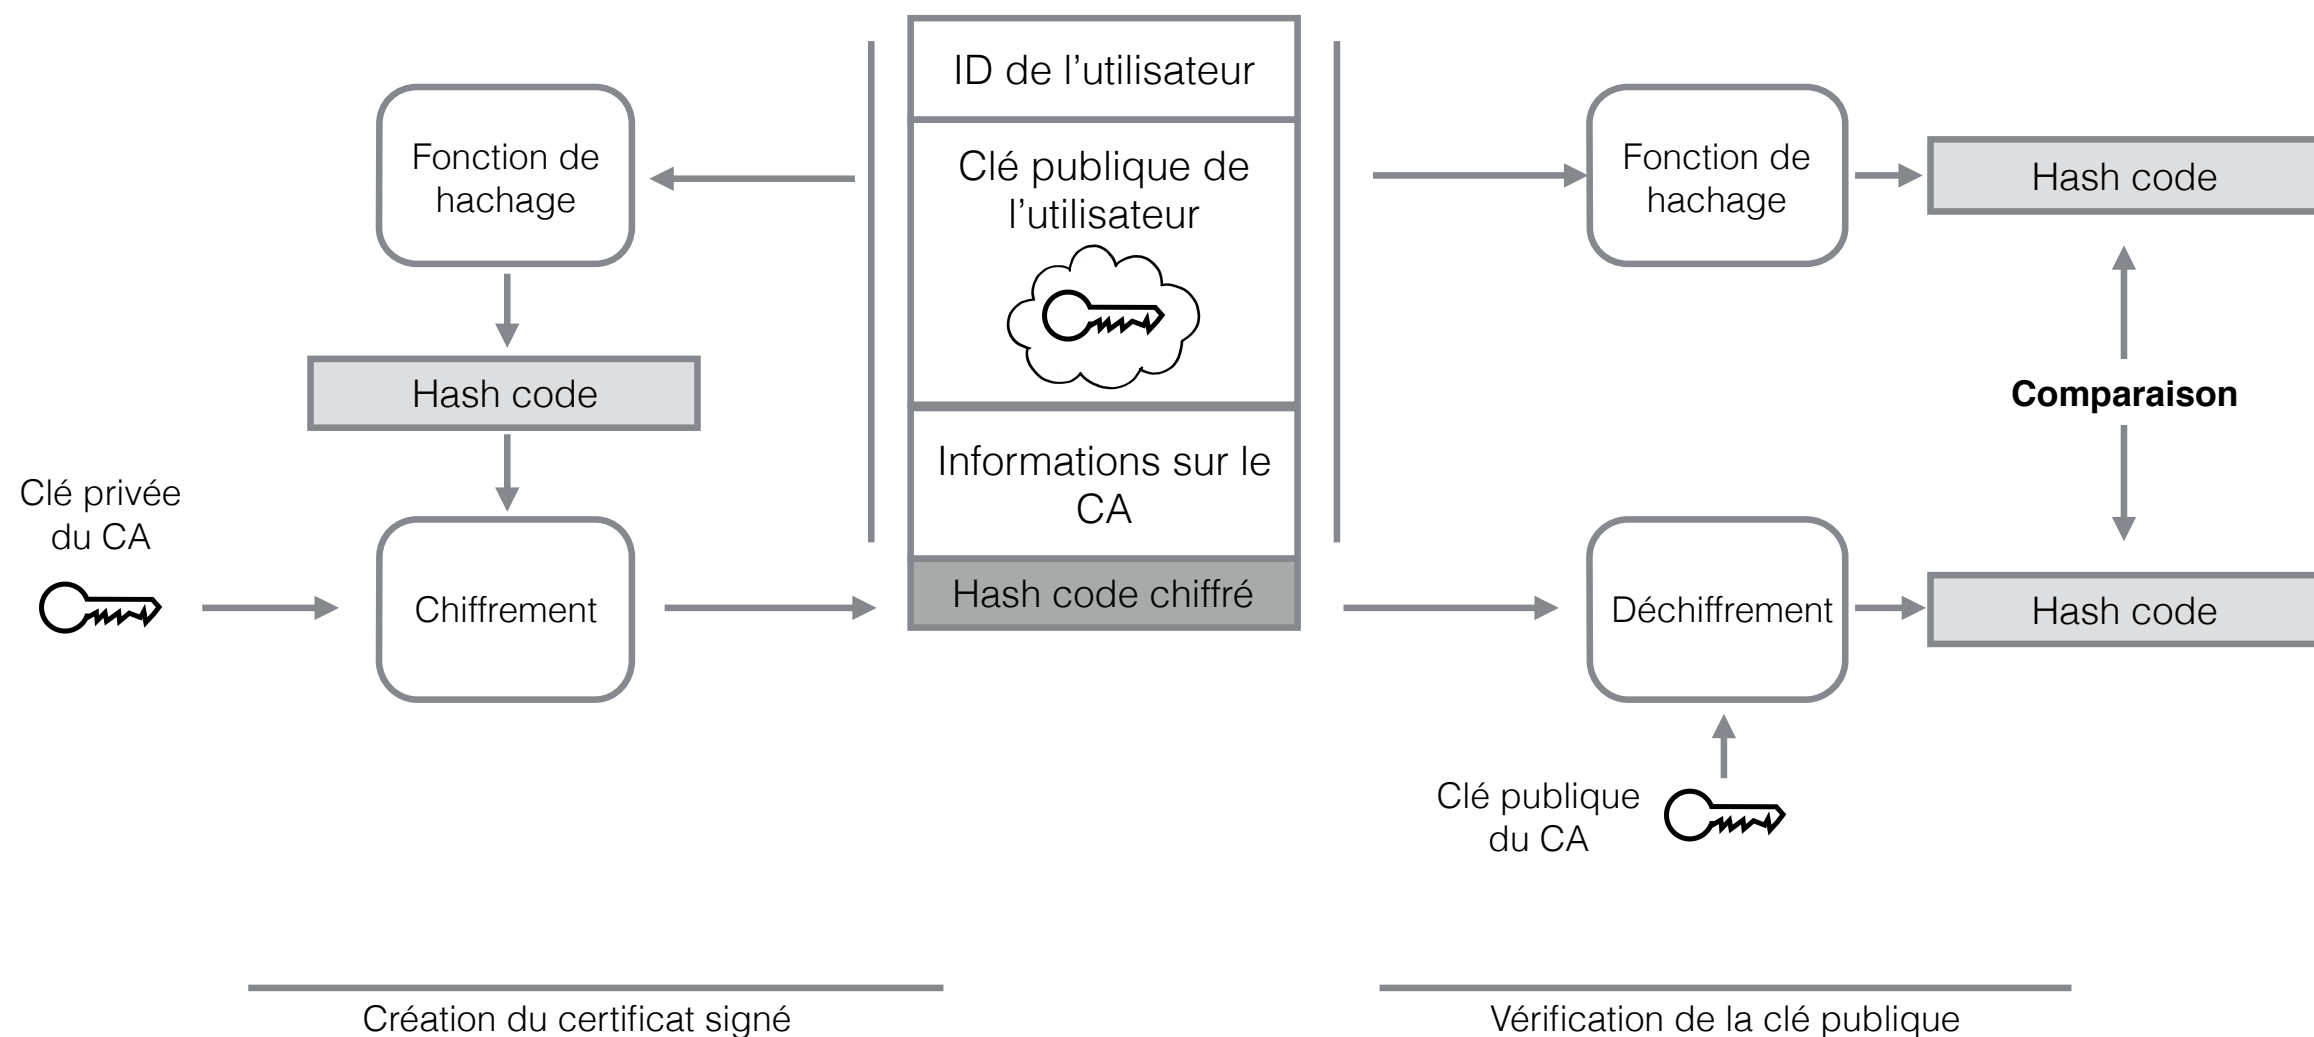 ID de l’utilisateur
Clé publique de
l’utilisateur
Informations sur le
CA
Hash code chiffré
Fonction de
hachage
Hash code
Clé privée
du CA
Chiffrement
Création du certificat signé
Fonction de
hachage
Hash code
Comparaison
Déchiffrement
Hash code
Clé publique
du CA
Vérification de la clé publique